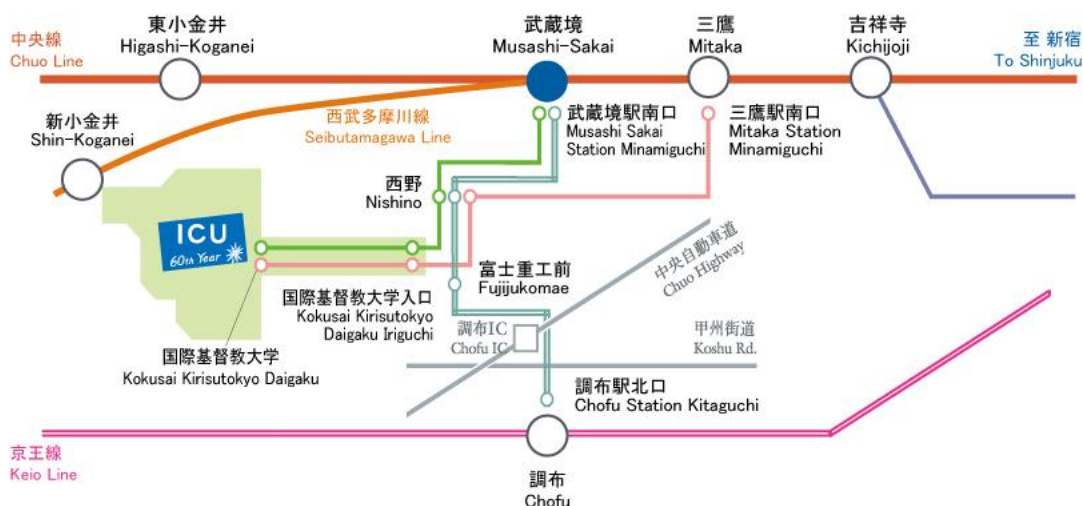 東小金井
Higashi-Koganei
武蔵境
Musashi-Sakai
三鷹
Mitaka
吉祥寺
Kichijoji
中央線
Chuo Line
至 新宿
To Shinjuku
新小金井
Shin-Koganei
西武多摩川線
Seibutamagawa Line
武蔵境駅南口
Musashi Sakai
Station Minamiguchi
三鷹駅南口
Mitaka Station
Minamiguchi
西野
Nishino
ICU
60th Year
中央自動車道
Chuo Highway
国際基督教大学入口
Kokusai Kirisutokyo
Daigaku Iriguchi
富士重工前
Fujijukomae
国際基督教大学
Kokusai Kirisutokyo Daigaku
調布IC
Chofu IC
甲州街道
Koshu Rd.
調布駅北口
Chofu Station Kitaguchi
京王線
Keio Line
調布
Chofu